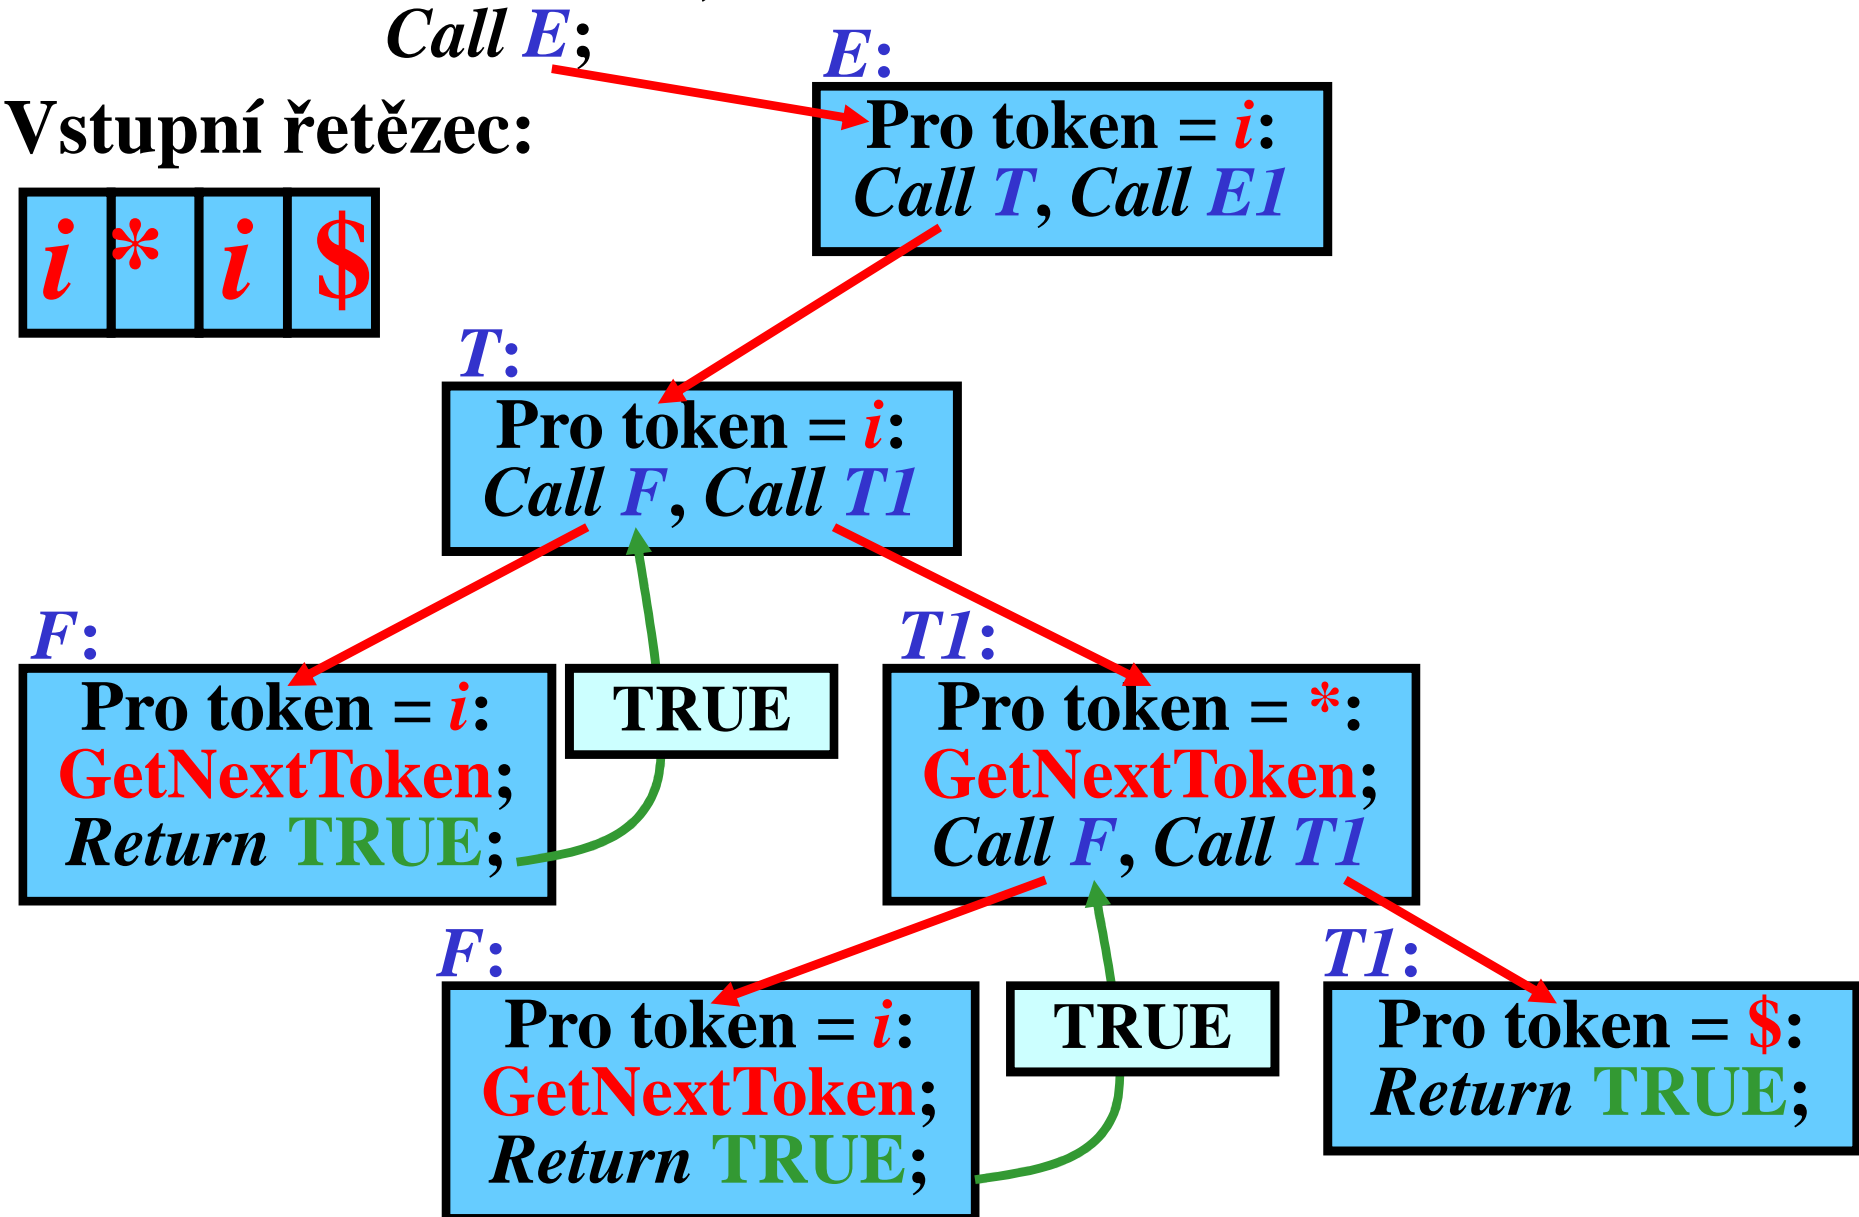 Call E;
E:
Pro token = i:
Call T, Call E1
Vstupní řetězec:
i * i $
T:
Pro token = i:
Call F, Call T1
F:
Pro token = i:
GetNextToken;
Return TRUE;
TRUE
T1:
Pro token = *:
GetNextToken;
Call F, Call T1
F:
Pro token = i:
GetNextToken;
Return TRUE;
TRUE
T1:
Pro token = $:
Return TRUE;